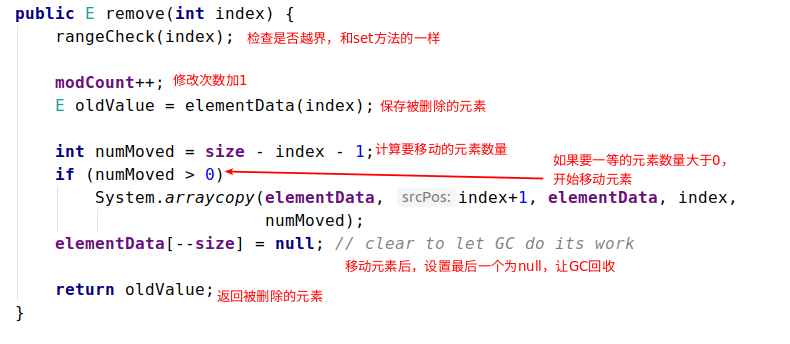 public E remove(int index) {
rangeCheck(index); 检查是否越界，和set方法的一样
modCount++; 修改次数加1
E oldValue = elementData(index); 保存被删除的元素
int numMoved = size - index - 1; 计算要移动的元素数量
如果要一等的元素数量大于0，
if (numMoved > 0) 开始移动元素
System.arraycopy(elementData, srcPos: index+1, elementData, index,
numMoved);
elementData[--size] = null; // clear to let GC do its work
移动元素后，设置最后一个为null，让GC回收
return oldValue; 返回被删除的元素
}